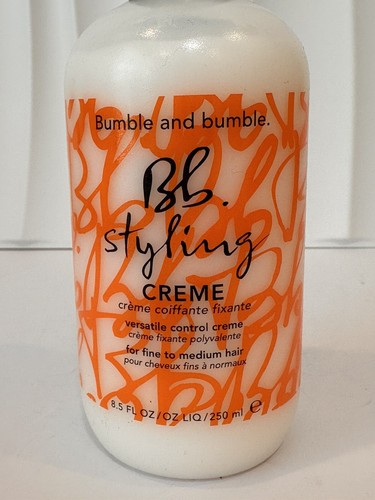 Bumble and bumble.
Bb.
styling
CREME
crème coiffante fixante
versatile control creme
crème fixante polyvalente
for fine to medium hair
pour cheveux fins à normaux
8.5 FL OZ/OZ LIQ/250 ml e